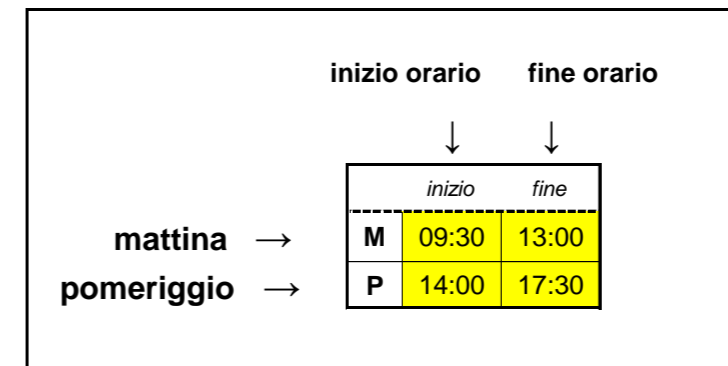 inizio orario fine orario
↓ ↓
inizio fine
mattina → M 09:30 13:00
pomeriggio → P 14:00 17:30